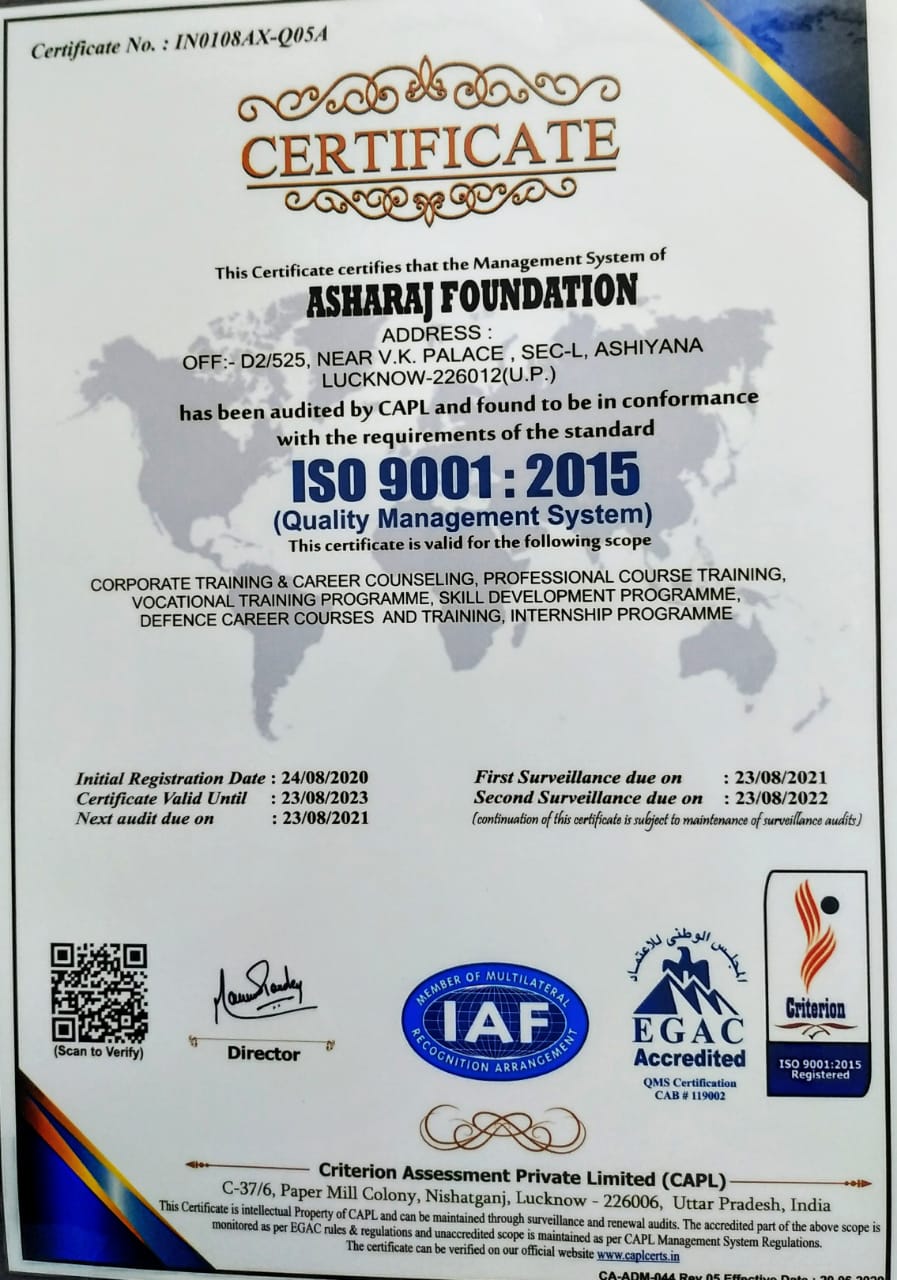 Certificate No. : IN0108AX-Q05A
CERTIFICATE
This Certificate certifies that the Management System of
ASHARAJ FOUNDATION
ADDRESS :
OFF:- D2/525, NEAR V.K. PALACE , SEC-L, ASHIYANA
LUCKNOW-226012(U.P.)
has been audited by CAPL and found to be in conformance
with the requirements of the standard
ISO 9001 : 2015
(Quality Management System)
This certificate is valid for the following scope
CORPORATE TRAINING & CAREER COUNSELING, PROFESSIONAL COURSE TRAINING,
VOCATIONAL TRAINING PROGRAMME, SKILL DEVELOPMENT PROGRAMME,
DEFENCE CAREER COURSES AND TRAINING, INTERNSHIP PROGRAMME
Initial Registration Date : 24/08/2020
Certificate Valid Until : 23/08/2023
Next audit due on : 23/08/2021
First Surveillance due on : 23/08/2021
Second Surveillance due on : 23/08/2022
(continuation of this certificate is subject to maintenance of surveillance audits)
(Scan to Verify)
Director
MEMBER OF MULTILATERAL
IAF
RECOGNITION ARRANGEMENT
المجلس الوطني للاعتماد
EGAC
Accredited
QMS Certification
CAB # 119002
Criterion
ISO 9001:2015
Registered
Criterion Assessment Private Limited (CAPL)
C-37/6, Paper Mill Colony, Nishatganj, Lucknow - 226006, Uttar Pradesh, India
This Certificate is intellectual Property of CAPL and can be maintained through surveillance and renewal audits. The accredited part of the above scope is
monitored as per EGAC rules & regulations and unaccredited scope is maintained as per CAPL Management System Regulations.
The certificate can be verified on our official website www.caplcerts.in
CA-ADM-044 Rev 05 Effective Date : 20.06.2020